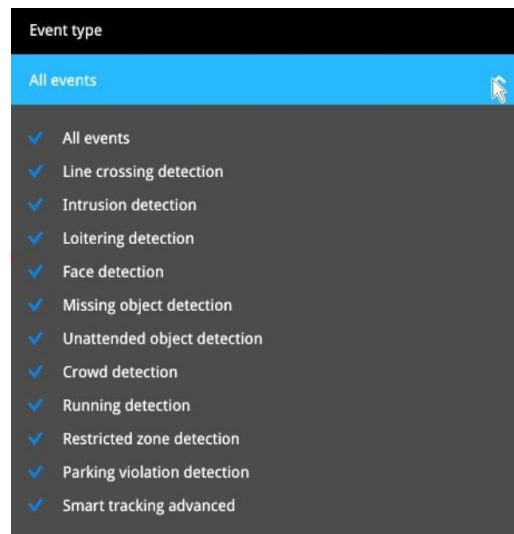 Event type
All events
All events
Line crossing detection
Intrusion detection
Loitering detection
Face detection
Missing object detection
Unattended object detection
Crowd detection
Running detection
Restricted zone detection
Parking violation detection
Smart tracking advanced